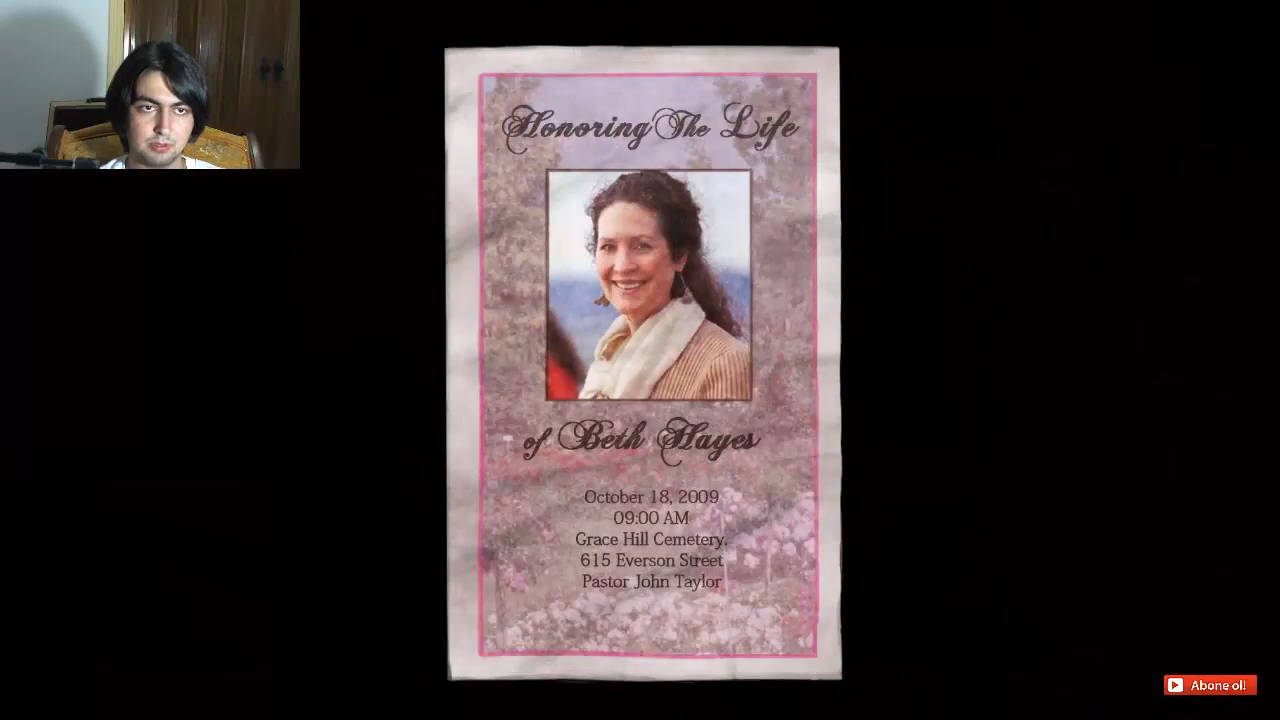 Honoring The Life
of Beth Hayes
October 18, 2009
09:00 AM
Grace Hill Cemetery.
615 Everson Street
Pastor John Taylor
Abone ol!